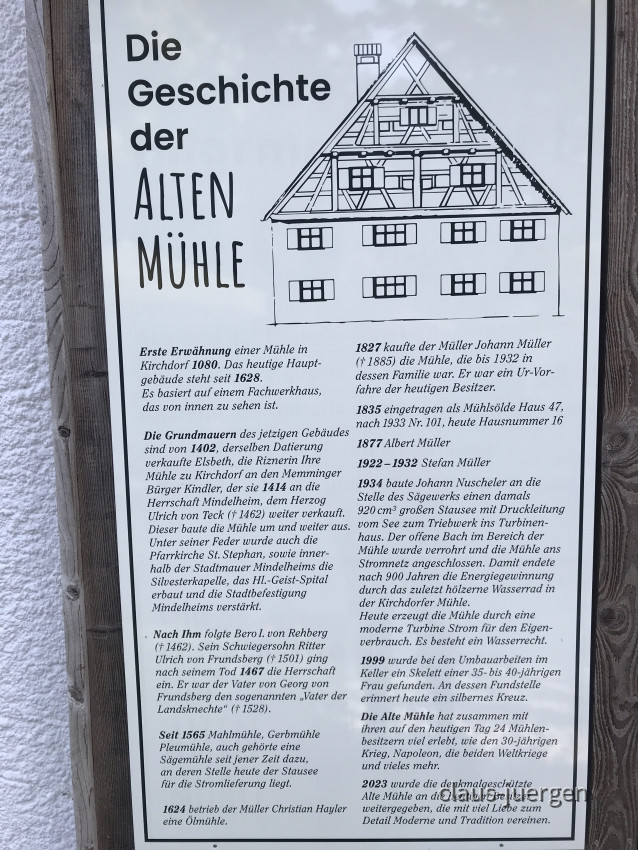 Die
Geschichte
der
ALTEN
MÜHLE
Erste Erwähnung einer Mühle in
Kirchdorf 1080. Das heutige Haupt-
gebäude steht seit 1628.
Es basiert auf einem Fachwerkhaus,
das von innen zu sehen ist.
Die Grundmauern des jetzigen Gebäudes
sind von 1402, derselben Datierung
verkaufte Elsbeth, die Riznerin Ihre
Mühle zu Kirchdorf an den Memminger
Bürger Kindler, der sie 1414 an die
Herrschaft Mindelheim, dem Herzog
Ulrich von Teck († 1462) weiter verkauft.
Dieser baute die Mühle um und weiter aus.
Unter seiner Feder wurde auch die
Pfarrkirche St. Stephan, sowie inner-
halb der Stadtmauer Mindelheims die
Silvesterkapelle, das Hl.-Geist-Spital
erbaut und die Stadtbefestigung
Mindelheims verstärkt.
Nach Ihm folgte Bero I. von Rehberg
(† 1462). Sein Schwiegersohn Ritter
Ulrich von Frundsberg († 1501) ging
nach seinem Tod 1467 die Herrschaft
ein. Er war der Vater von Georg von
Frundsberg den sogenannten „Vater der
Landsknechte“ († 1528).
Seit 1565 Mahlmühle, Gerbmühle
Pleumühle, auch gehörte eine
Sägemühle seit jener Zeit dazu,
an deren Stelle heute der Stausee
für die Stromlieferung liegt.
1624 betrieb der Müller Christian Hayler
eine Ölmühle.
1827 kaufte der Müller Johann Müller
(† 1885) die Mühle, die bis 1932 in
dessen Familie war. Er war ein Ur-Vor-
fahre der heutigen Besitzer.
1835 eingetragen als Mühlsölde Haus 47,
nach 1933 Nr. 101, heute Hausnummer 16
1877 Albert Müller
1922 – 1932 Stefan Müller
1934 baute Johann Nuscheler an die
Stelle des Sägewerks einen damals
920 cm³ großen Stausee mit Druckleitung
vom See zum Triebwerk ins Turbinen-
haus. Der offene Bach im Bereich der
Mühle wurde verrohrt und die Mühle ans
Stromnetz angeschlossen. Damit endete
nach 900 Jahren die Energiegewinnung
durch das zuletzt hölzerne Wasserrad in
der Kirchdorfer Mühle.
Heute erzeugt die Mühle durch eine
moderne Turbine Strom für den Eigen-
verbrauch. Es besteht ein Wasserrecht.
1999 wurde bei den Umbauarbeiten im
Keller ein Skelett einer 35- bis 40-jährigen
Frau gefunden. An dessen Fundstelle
erinnert heute ein silbernes Kreuz.
Die Alte Mühle hat zusammen mit
ihren auf den heutigen Tag 24 Mühlen-
besitzern viel erlebt, wie den 30-jährigen
Krieg, Napoleon, die beiden Weltkriege
und vieles mehr.
2023 wurde die denkmalgeschützte
Alte Mühle an die
weitergegeben, die mit viel Liebe zum
Detail Moderne und Tradition vereinen.
claus-juergen